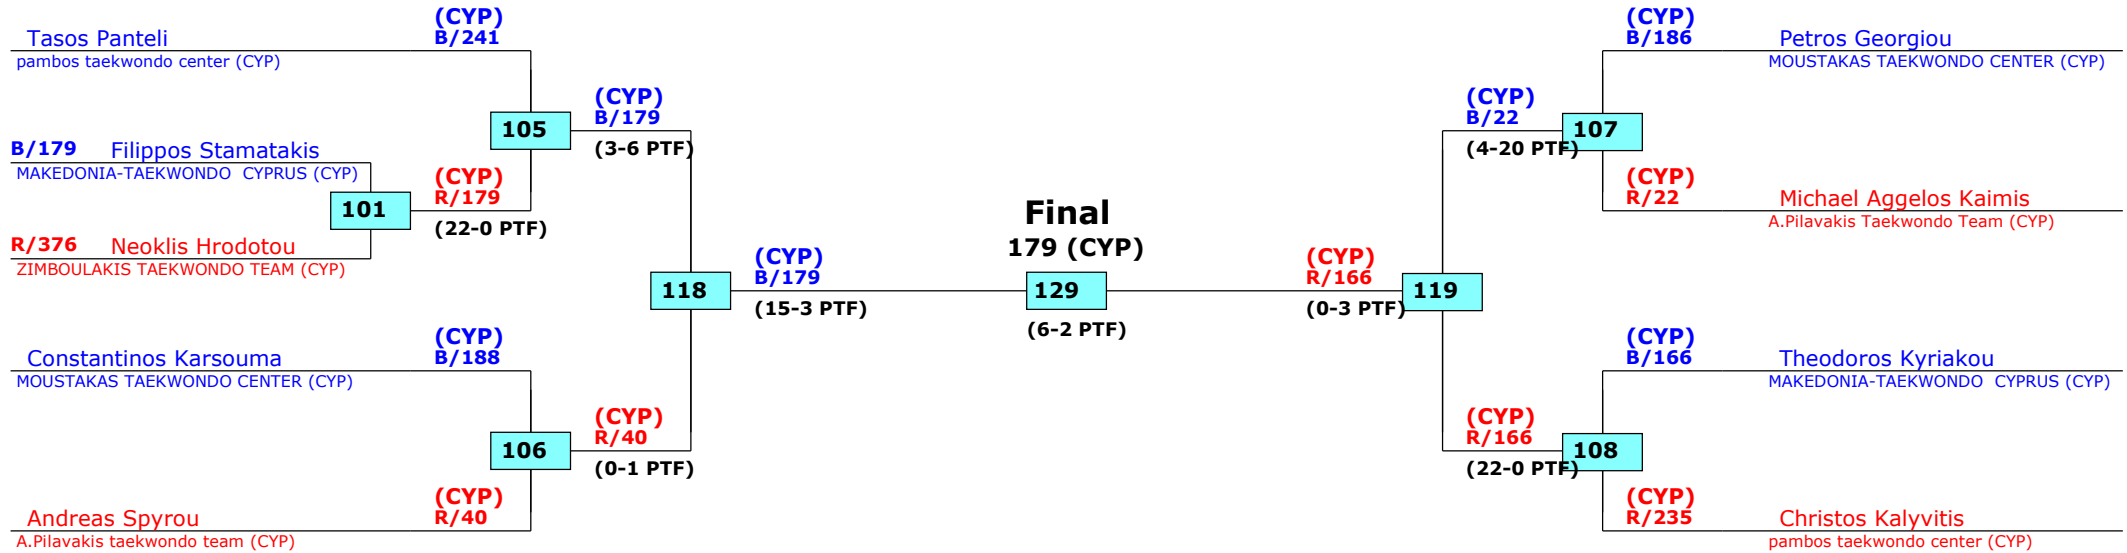 (CYP)
B/241
Tasos Panteli
pambos taekwondo center (CYP)
105
(CYP)
B/179
(3-6 PTF)
B/179 Filippos Stamatakis
MAKEDONIA-TAEKWONDO  CYPRUS (CYP)
101
(CYP)
R/179
(22-0 PTF)
R/376 Neoklis Hrodotou
ZIMBOULAKIS TAEKWONDO TEAM (CYP)
118
(CYP)
B/179
(15-3 PTF)
(CYP)
B/188
Constantinos Karsouma
MOUSTAKAS TAEKWONDO CENTER (CYP)
106
(CYP)
R/40
(0-1 PTF)
(CYP)
R/40
Andreas Spyrou
A.Pilavakis taekwondo team (CYP)
Final
179 (CYP)
129
(6-2 PTF)
(CYP)
R/166
(0-3 PTF)
119
(CYP)
B/186
Petros Georgiou
MOUSTAKAS TAEKWONDO CENTER (CYP)
(CYP)
B/22
(4-20 PTF)
107
(CYP)
R/22
Michael Aggelos Kaimis
A.Pilavakis Taekwondo Team (CYP)
(CYP)
B/166
Theodoros Kyriakou
MAKEDONIA-TAEKWONDO  CYPRUS (CYP)
(CYP)
R/166
(22-0 PTF)
108
(CYP)
R/235
Christos Kalyvitis
pambos taekwondo center (CYP)